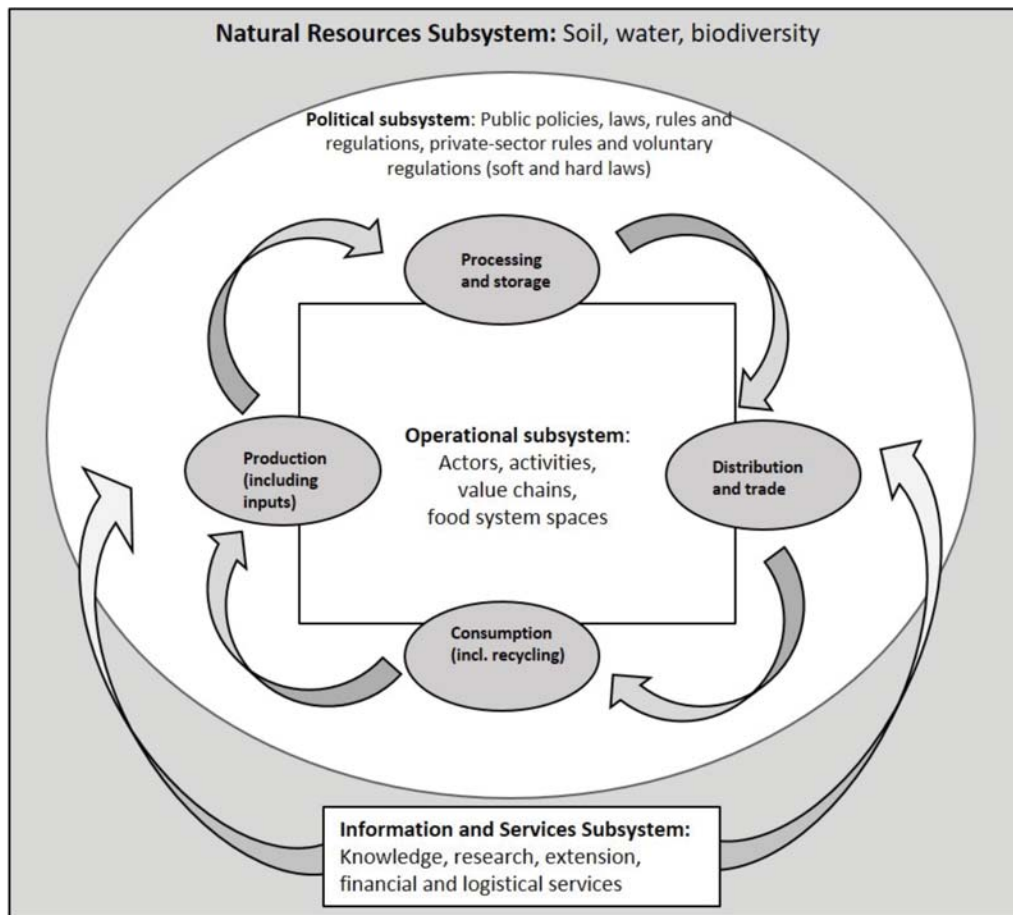 Natural Resources Subsystem: Soil, water, biodiversity
Political subsystem: Public policies, laws, rules and
regulations, private-sector rules and voluntary
regulations (soft and hard laws)
Processing
and storage
Production
(including
inputs)
Operational subsystem:
Actors, activities,
value chains,
food system spaces
Distribution
and trade
Consumption
(incl. recycling)
Information and Services Subsystem:
Knowledge, research, extension,
financial and logistical services